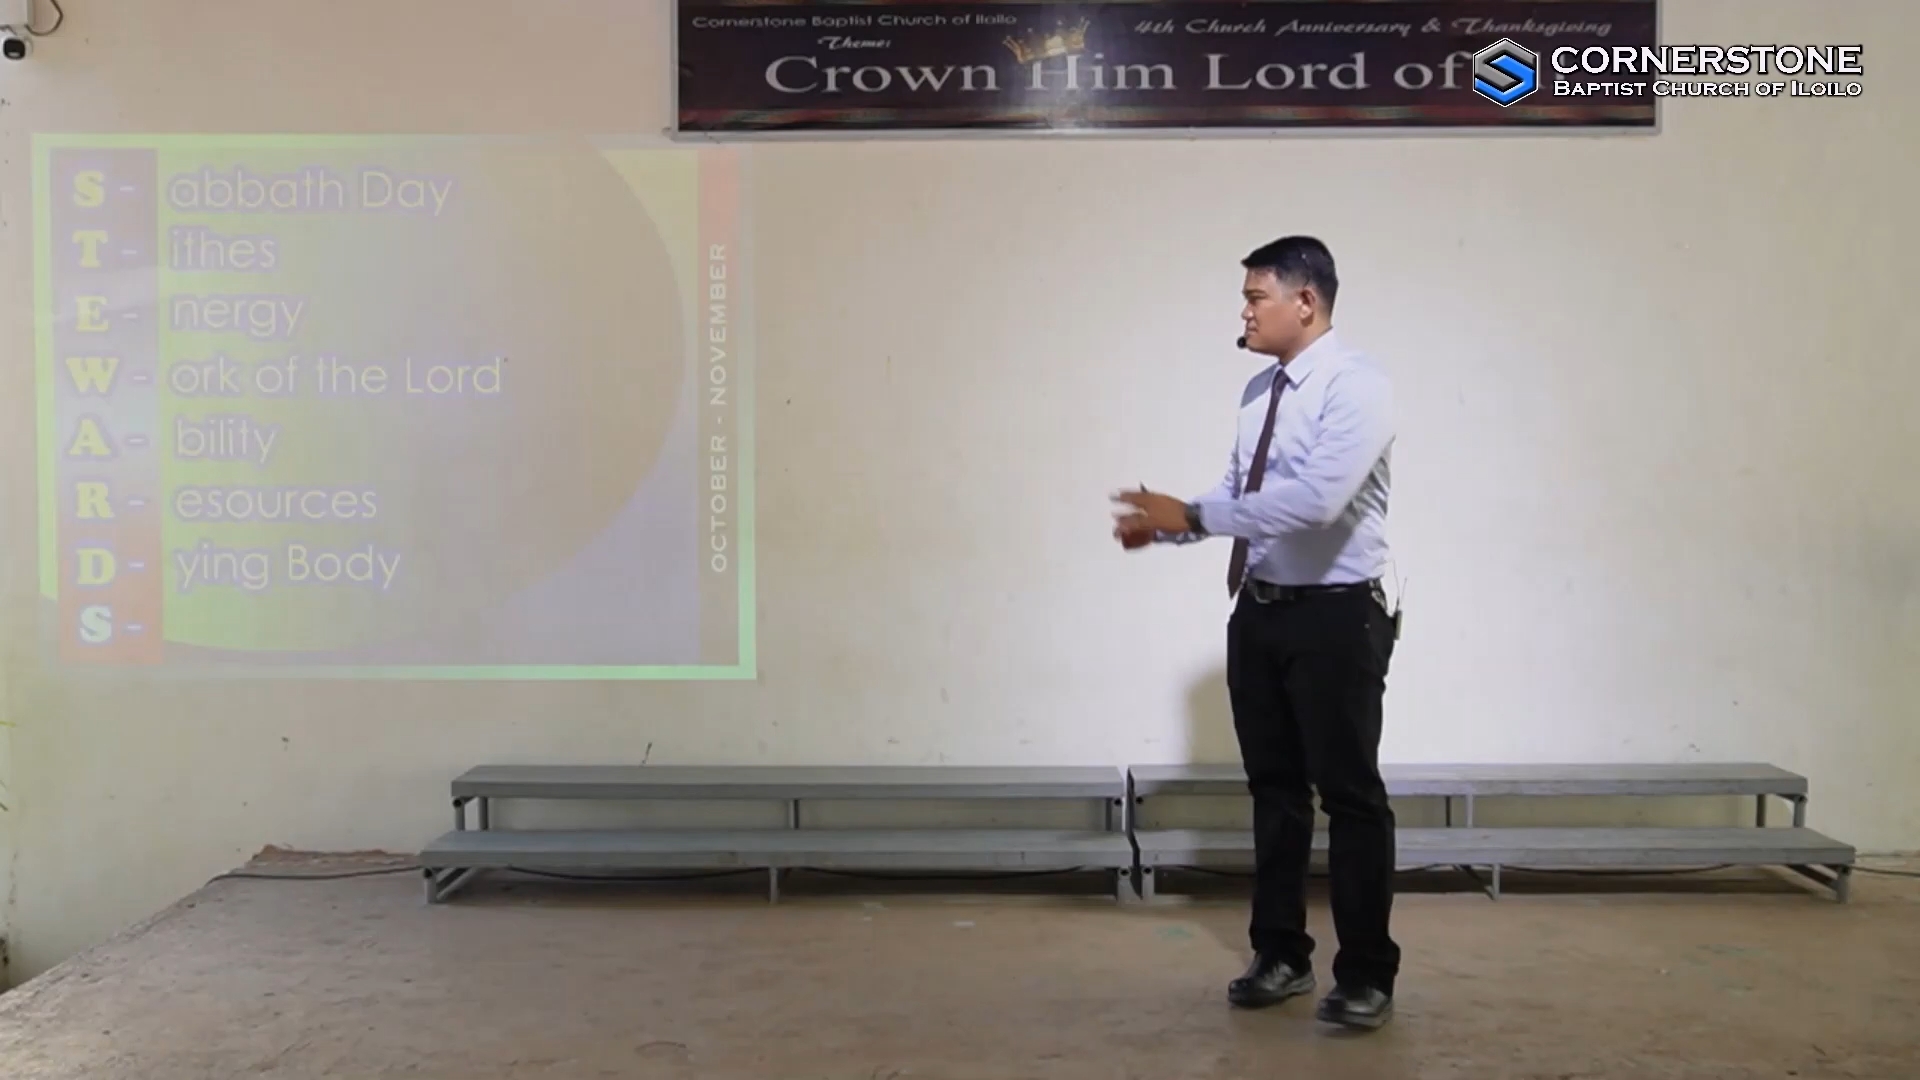 Cornerstone Baptist Church of Iloilo
4th Church Anniversary & Thanksgiving
Theme:
Crown Him Lord of
CORNERSTONE
BAPTIST CHURCH OF ILOILO
S - abbath Day
T - ithes
E - nergy
W - ork of the Lord
A - bility
R - esources
D - ying Body
S -
OCTOBER - NOVEMBER